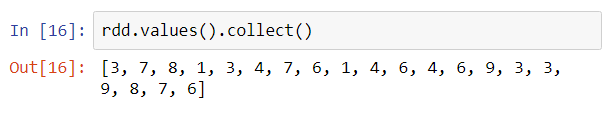 In [16]: rdd.values().collect()
Out[16]: [3, 7, 8, 1, 3, 4, 7, 6, 1, 4, 6, 4, 6, 9, 3, 3,
9, 8, 7, 6]